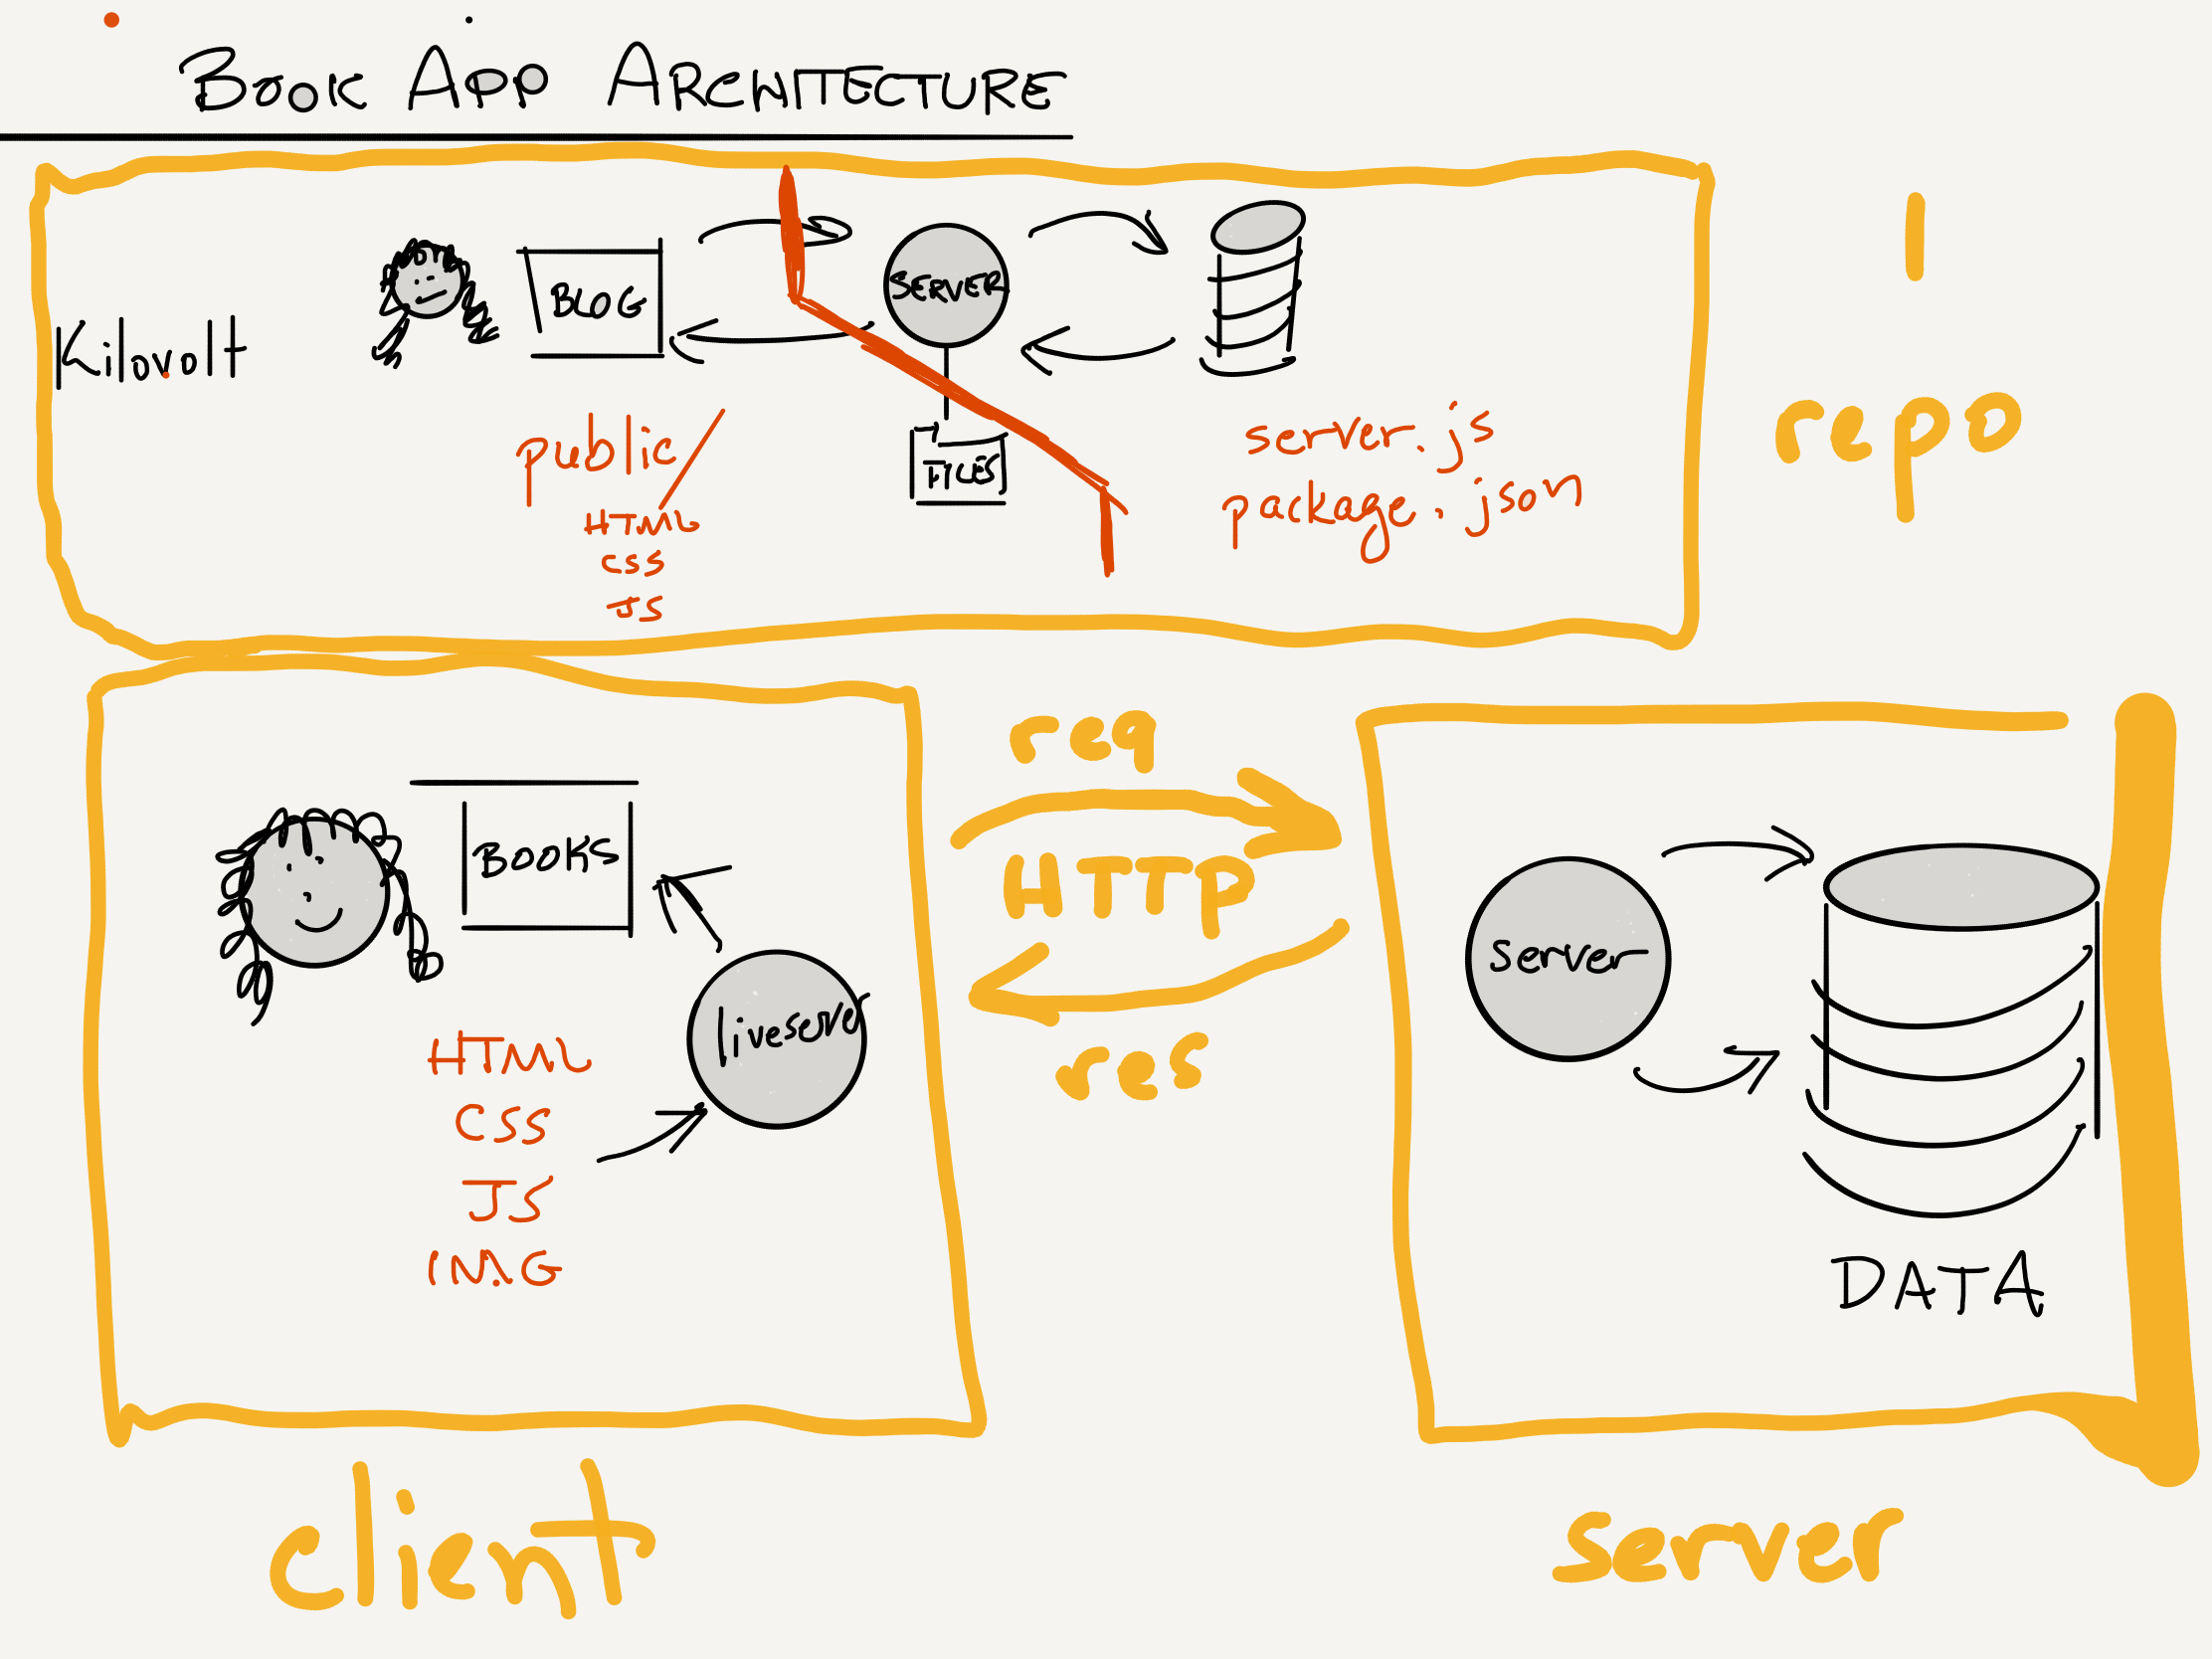 BOOK APP ARCHITECTURE
Kilovolt
BLOG
SERVER
FILES
public/
HTML
CSS
JS
server.js
package.json
1
repo
BOOKS
liveserver
HTML
CSS
JS
IMG
req
HTTP
res
server
DATA
client
server